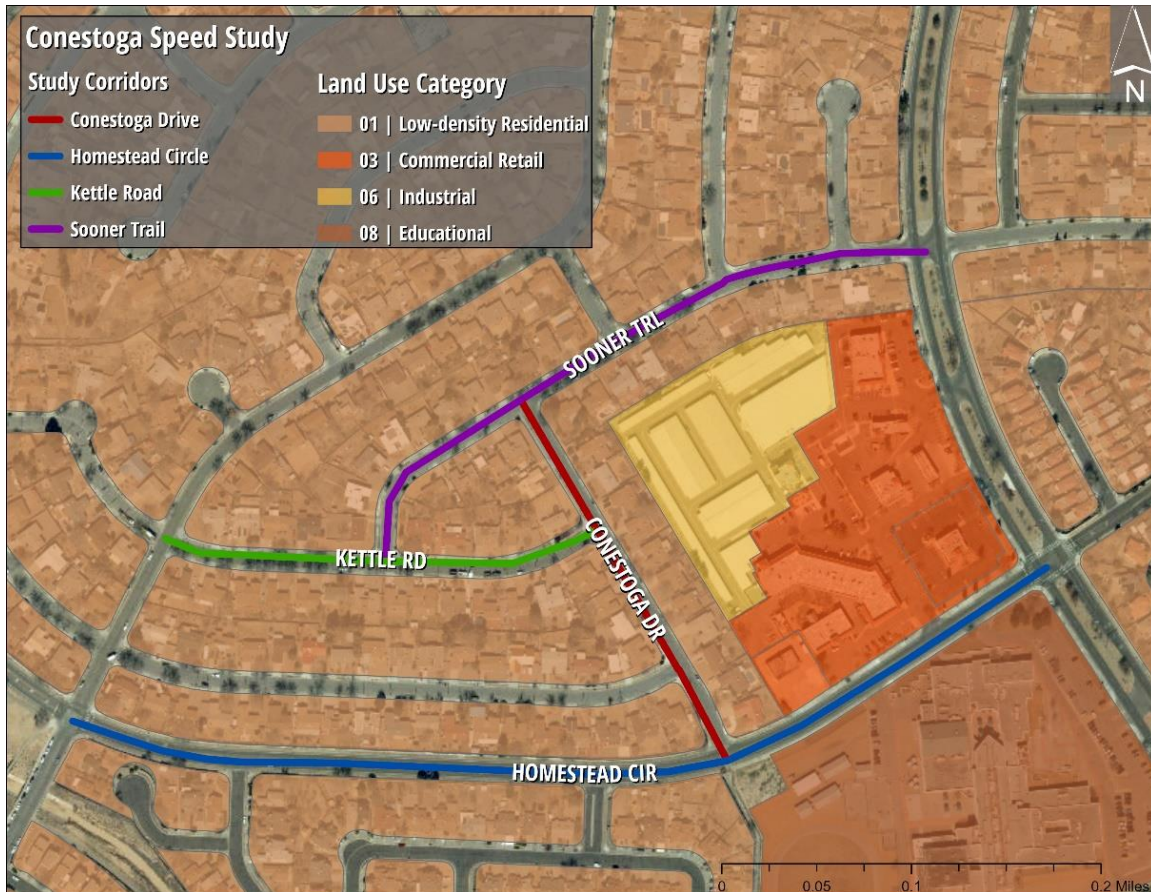 Conestoga Speed Study
Study Corridors
Conestoga Drive
Homestead Circle
Kettle Road
Sooner Trail
Land Use Category
01 | Low-density Residential
03 | Commercial Retail
06 | Industrial
08 | Educational
N
SOONER TRL
CONESTOGA DR
KETTLE RD
HOMESTEAD CIR
0 0.05 0.1 0.2 Miles